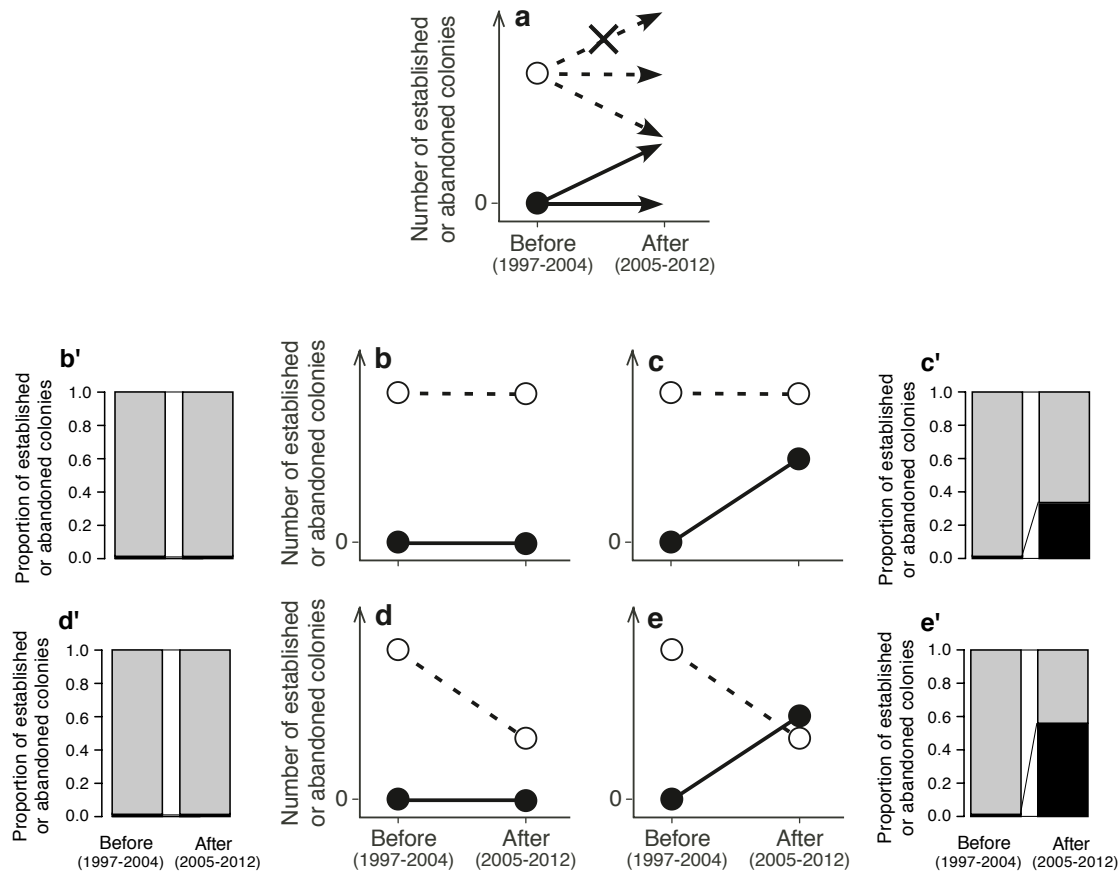 a
Number of established
or abandoned colonies
0
Before
(1997-2004)
After
(2005-2012)
b'
Proportion of established
or abandoned colonies
1.0
0.8
0.6
0.4
0.2
0.0
b
Number of established
or abandoned colonies
0
c
0
c'
Proportion of established
or abandoned colonies
1.0
0.8
0.6
0.4
0.2
0.0
d'
Proportion of established
or abandoned colonies
1.0
0.8
0.6
0.4
0.2
0.0
Before
(1997-2004)
After
(2005-2012)
d
Number of established
or abandoned colonies
0
Before
(1997-2004)
After
(2005-2012)
e
0
Before
(1997-2004)
After
(2005-2012)
e'
Proportion of established
or abandoned colonies
1.0
0.8
0.6
0.4
0.2
0.0
Before
(1997-2004)
After
(2005-2012)